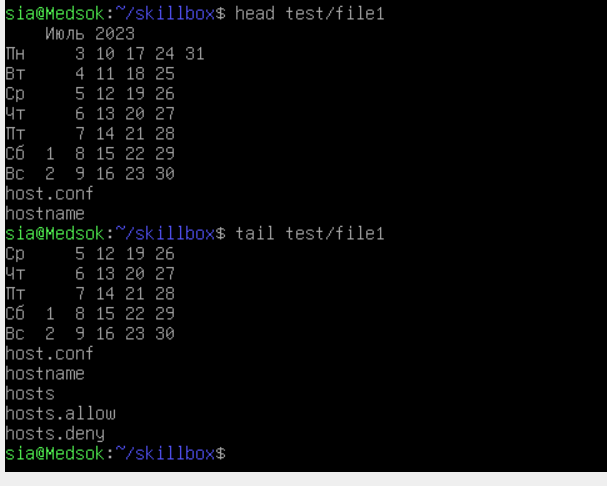 sia@Medsok:~/skillbox$ head test/file1
    Июль 2023
Пн     3 10 17 24 31
Вт     4 11 18 25
Ср     5 12 19 26
Чт     6 13 20 27
Пт     7 14 21 28
Сб  1  8 15 22 29
Вс  2  9 16 23 30
host.conf
hostname
sia@Medsok:~/skillbox$ tail test/file1
Ср     5 12 19 26
Чт     6 13 20 27
Пт     7 14 21 28
Сб  1  8 15 22 29
Вс  2  9 16 23 30
host.conf
hostname
hosts
hosts.allow
hosts.deny
sia@Medsok:~/skillbox$